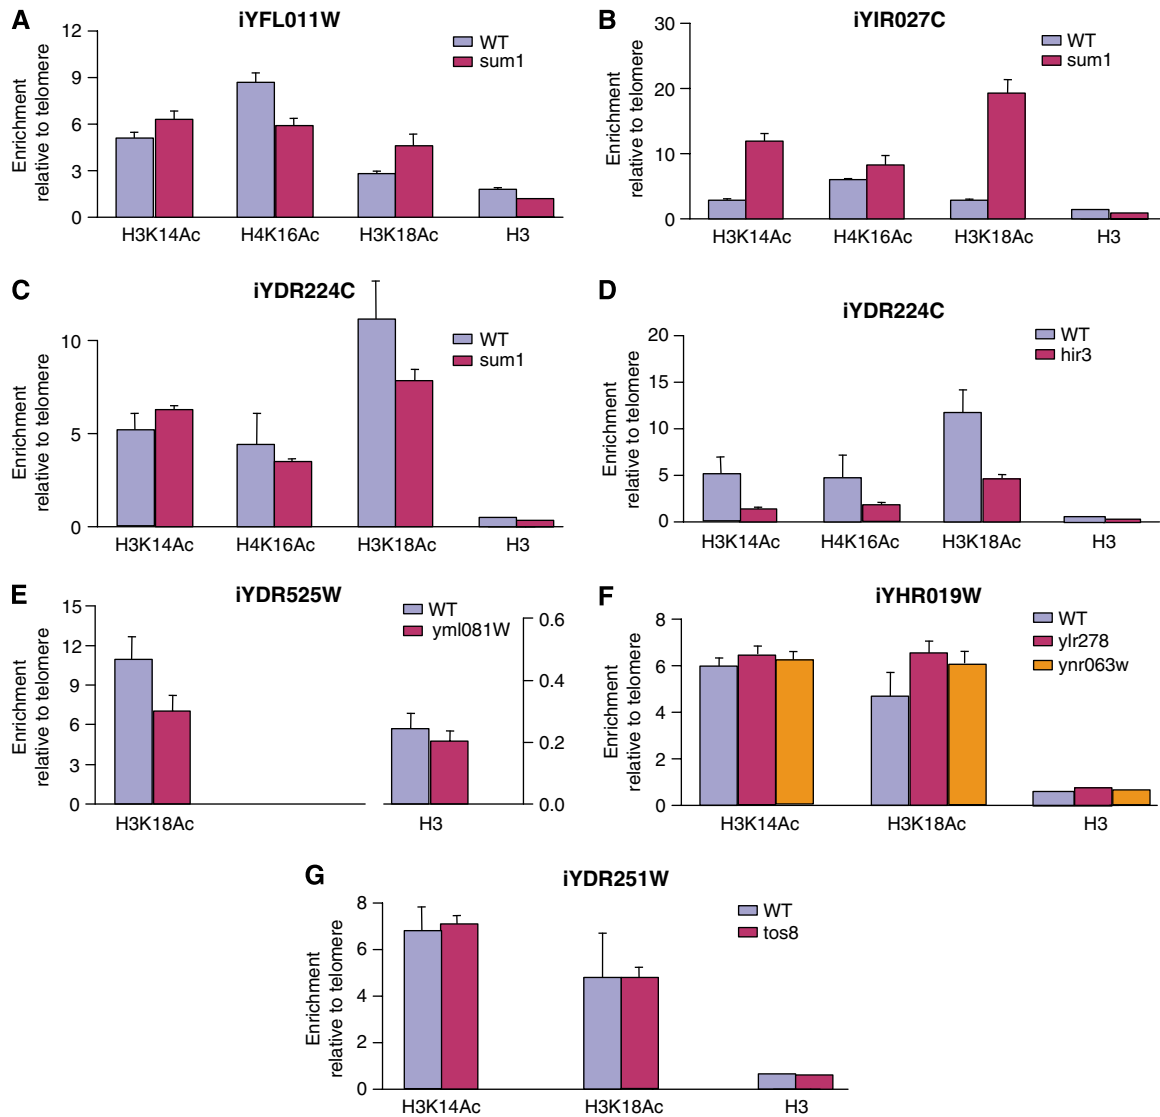 A
iYFL011W
Enrichment
relative to telomere
12
9
6
3
0
WT
sum1
H3K14Ac H4K16Ac H3K18Ac H3
B
iYIR027C
Enrichment
relative to telomere
30
20
10
0
WT
sum1
H3K14Ac H4K16Ac H3K18Ac H3
C
iYDR224C
Enrichment
relative to telomere
10
5
0
WT
sum1
H3K14Ac H4K16Ac H3K18Ac H3
D
iYDR224C
Enrichment
relative to telomere
20
15
10
5
0
WT
hir3
H3K14Ac H4K16Ac H3K18Ac H3
E
iYDR525W
Enrichment
relative to telomere
15
12
9
6
3
0
WT
yml081W
0.6
0.4
0.2
0.0
H3K18Ac H3
F
iYHR019W
Enrichment
relative to telomere
8
6
4
2
0
WT
ylr278
ynr063w
H3K14Ac H3K18Ac H3
G
iYDR251W
Enrichment
relative to telomere
8
6
4
2
0
WT
tos8
H3K14Ac H3K18Ac H3